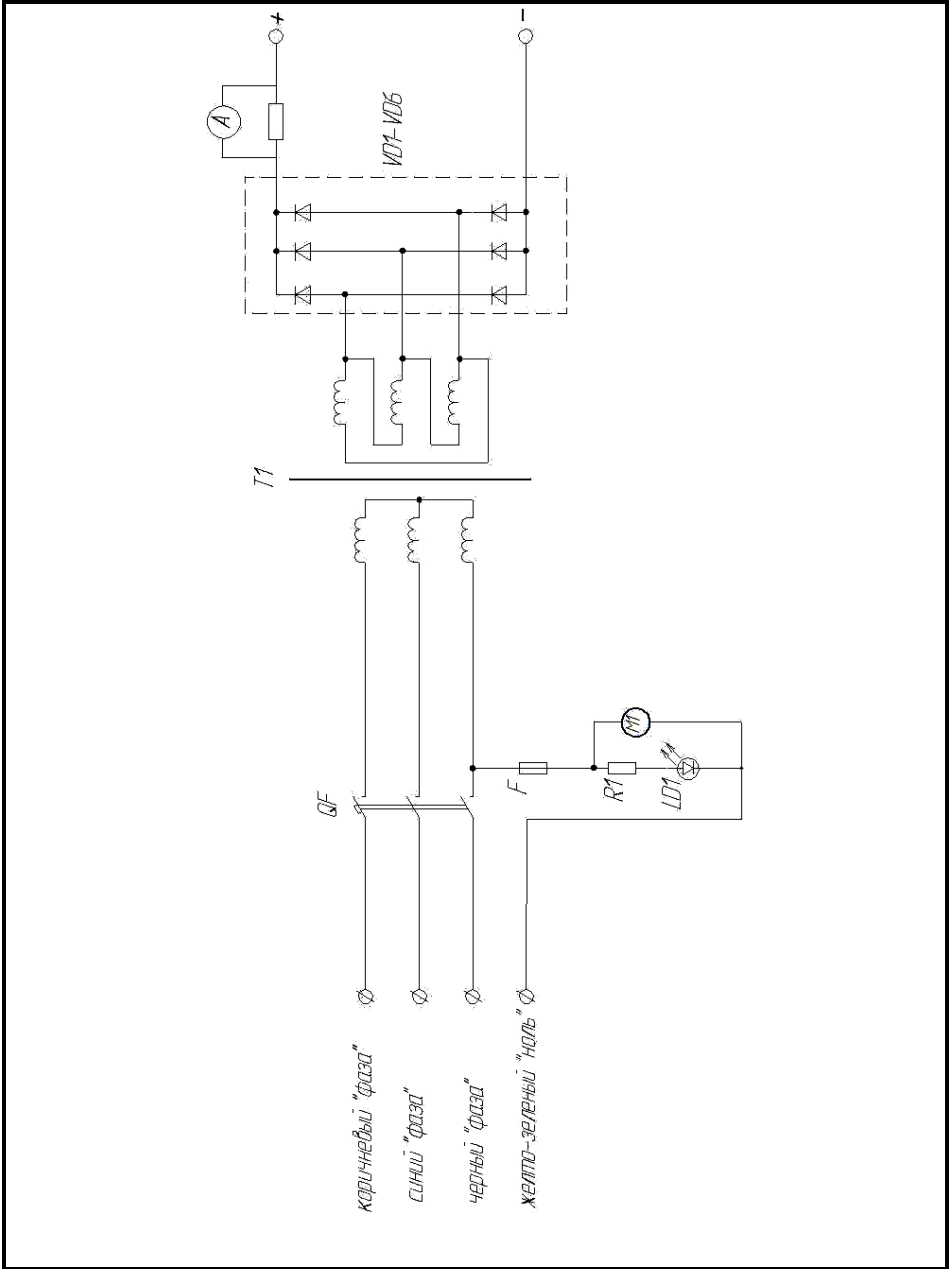 +
−
A
VD1-VD6
T1
QF
F
R1
LD1
M1
коричневый "фаза"
синий "фаза"
черный "фаза"
желто-зеленый "ноль"